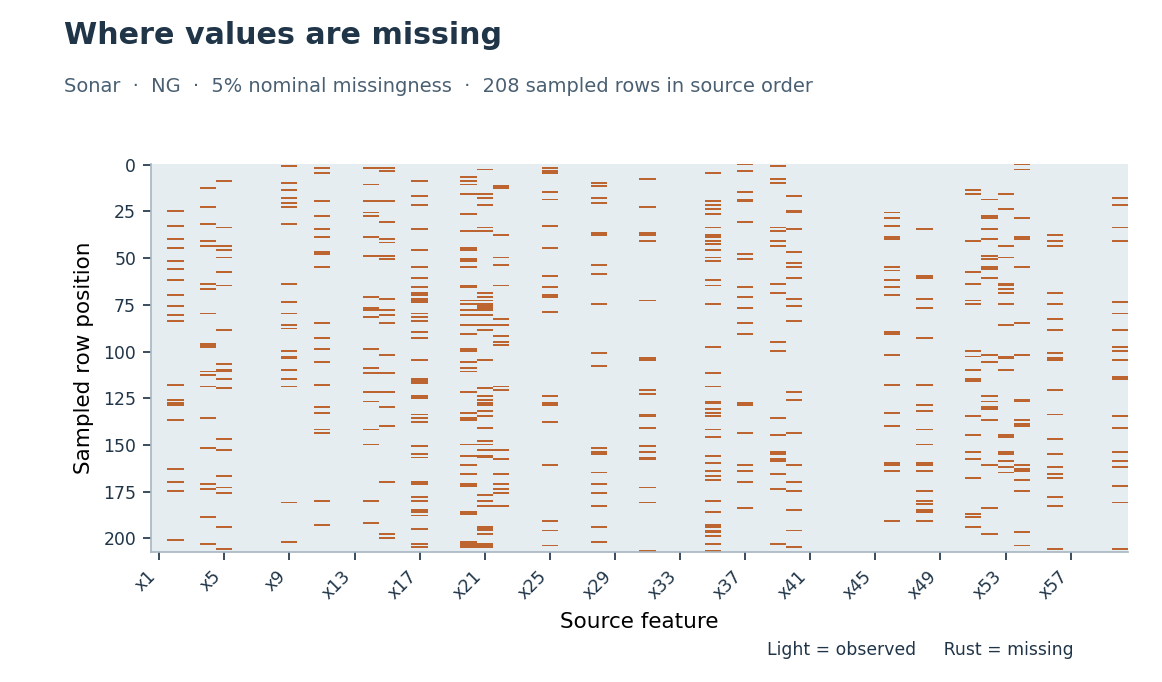 Where values are missing
Sonar · NG · 5% nominal missingness · 208 sampled rows in source order
Sampled row position
0
25
50
75
100
125
150
175
200
x1 x5 x9 x13 x17 x21 x25 x29 x33 x37 x41 x45 x49 x53 x57
Source feature
Light = observed Rust = missing